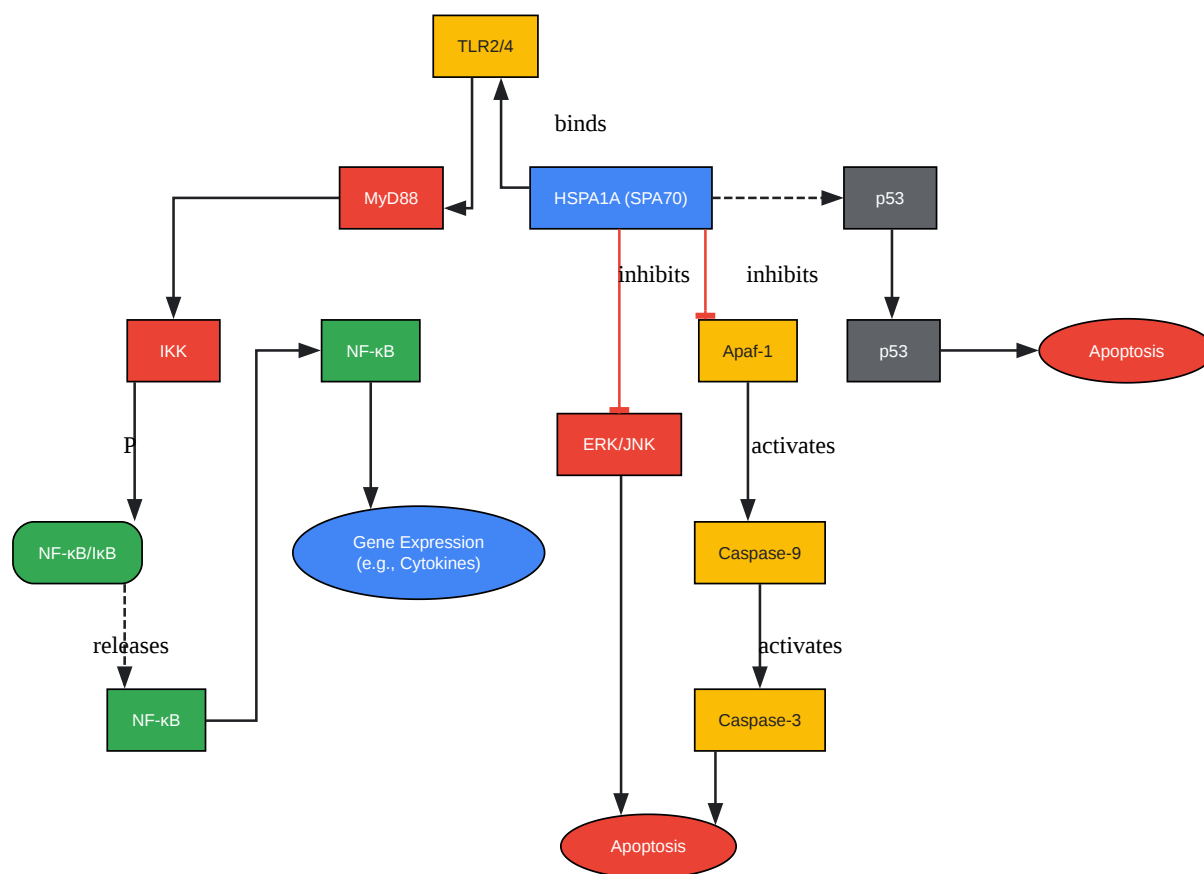 TLR2/4
binds
MyD88
HSPA1A (SPA70)
p53
inhibits
inhibits
IKK
NF-κB
Apaf-1
p53
Apoptosis
P
ERK/JNK
activates
NF-κB/IκB
Gene Expression
(e.g., Cytokines)
Caspase-9
releases
activates
NF-κB
Caspase-3
Apoptosis